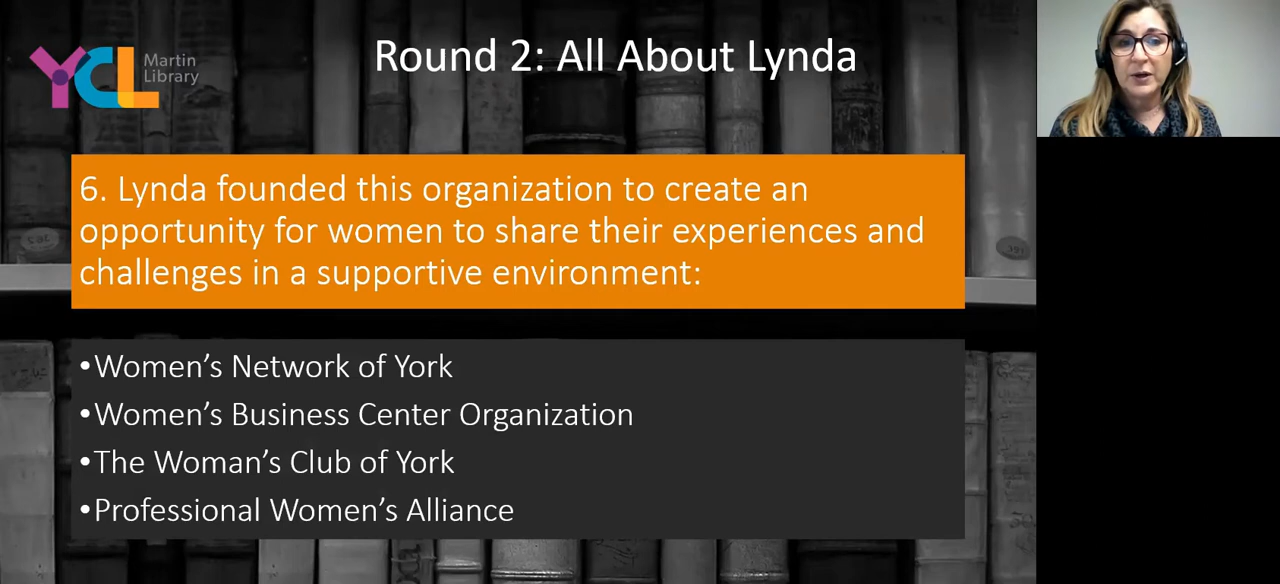 YCL Martin
Library
Round 2: All About Lynda
6. Lynda founded this organization to create an
opportunity for women to share their experiences and
challenges in a supportive environment:
•Women’s Network of York
•Women’s Business Center Organization
•The Woman’s Club of York
•Professional Women’s Alliance